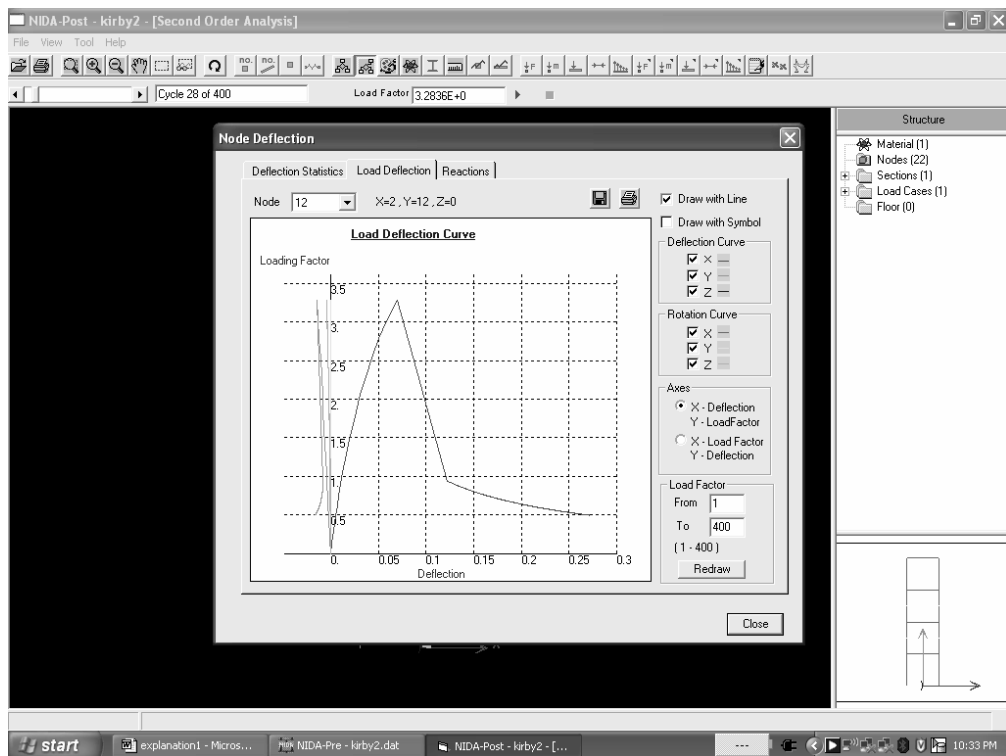 NIDA-Post - kirby2 - [Second Order Analysis]
File View Tool Help
no. no.
Cycle 28 of 400 Load Factor 3.2836E+0
Node Deflection
Deflection Statistics Load Deflection Reactions
Node 12 X=2 , Y=12 , Z=0
Load Deflection Curve
Loading Factor
3.5
3.
2.5
2.
1.5
1.
0.5
0. 0.05 0.1 0.15 0.2 0.25 0.3
Deflection
Draw with Line
Draw with Symbol
Deflection Curve
X
Y
Z
Rotation Curve
X
Y
Z
Axes
X - Deflection
Y - LoadFactor
X - Load Factor
Y - Deflection
Load Factor
From 1
To 400
( 1 - 400 )
Redraw
Close
Structure
Material (1)
Nodes (22)
Sections (1)
Load Cases (1)
Floor (0)
start explanation1 - Micros... NIDA-Pre - kirby2.dat NIDA-Post - kirby2 - [... 10:33 PM